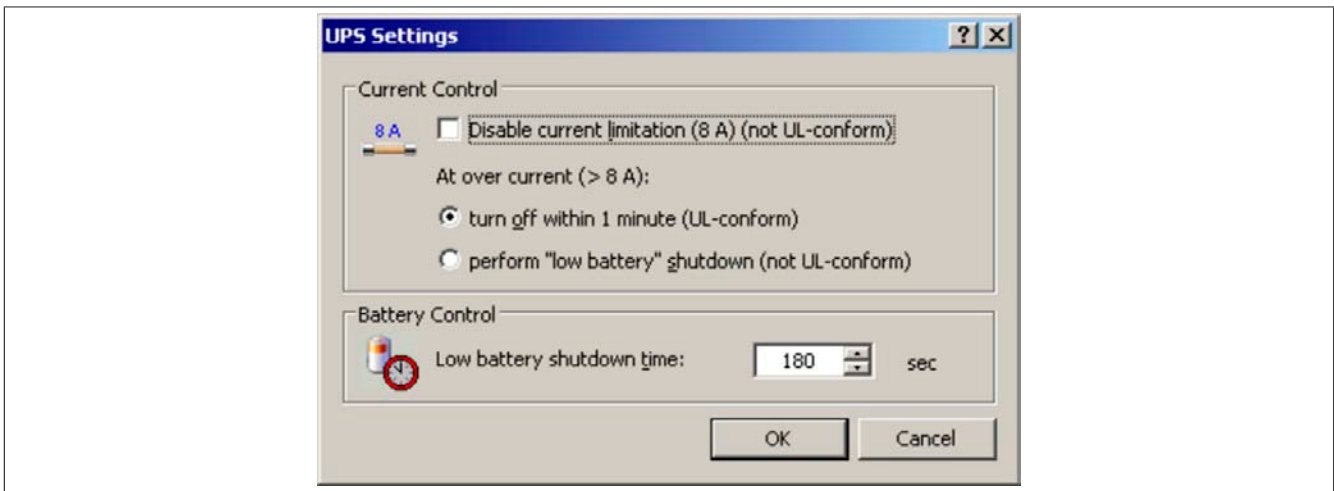 UPS Settings
Current Control
8 A
Disable current limitation (8 A) (not UL-conform)
At over current (> 8 A):
turn off within 1 minute (UL-conform)
perform "low battery" shutdown (not UL-conform)
Battery Control
Low battery shutdown time: 180 sec
OK Cancel